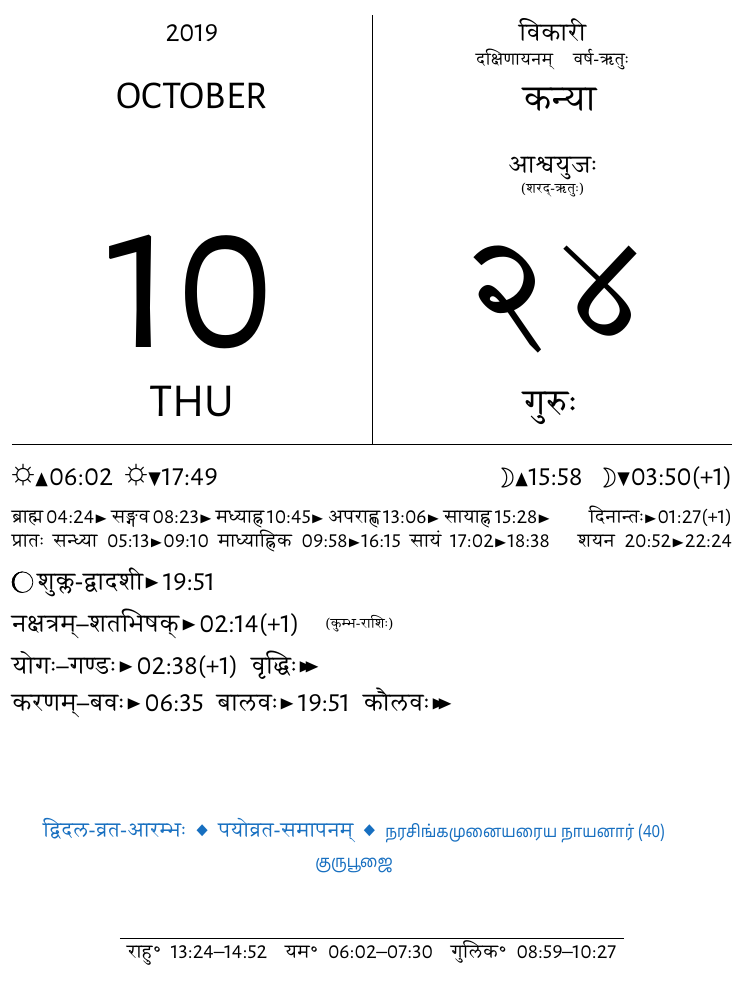 2019
OCTOBER
10
THU
विकारी
दक्षिणायनम् वर्ष-ऋतुः
कन्या
आश्वयुजः
(शरद्-ऋतुः)
२४
गुरुः
☼▲06:02 ☼▼17:49 ☽▲15:58 ☽▼03:50(+1)
ब्राह्म 04:24► सङ्गव 08:23► मध्याह्न 10:45► अपराह्ण 13:06► सायाह्न 15:28► दिनान्तः►01:27(+1)
प्रातः सन्ध्या 05:13►09:10 माध्याह्निक 09:58►16:15 सायं 17:02►18:38 शयन 20:52►22:24
शुक्ल-द्वादशी►19:51
नक्षत्रम्–शतभिषक्►02:14(+1) (कुम्भ-राशिः)
योगः–गण्डः►02:38(+1) वृद्धिः►►
करणम्–बवः►06:35 बालवः►19:51 कौलवः►►
द्विदल-व्रत-आरम्भः ◆ पयोव्रत-समापनम् ◆ நரசிங்கமுனையரைய நாயனார் (40)
குருபூஜை
राहु° 13:24–14:52 यम° 06:02–07:30 गुलिक° 08:59–10:27